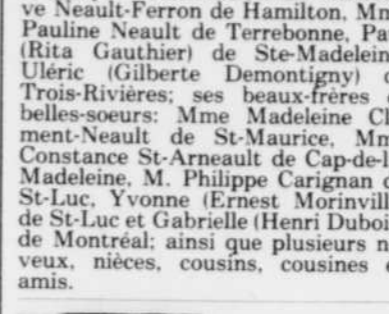 ve Neault-Ferron de Hamilton, Mm
Pauline Neault de Terrebonne, Pa
(Rita Gauthier) de Ste-Madelein
Uléric (Gilberte Demontigny) 
Trois-Rivières; ses beaux-frères 
belles-soeurs: Mme Madeleine Cl
ment-Neault de St-Maurice, Mm
Constance St-Arneault de Cap-de-l
Madeleine, M. Philippe Carignan d
St-Luc, Yvonne (Ernest Morinvill
de St-Luc et Gabrielle (Henri Duboi
de Montréal; ainsi que plusieurs n
veux, nièces, cousins, cousines e
amis.